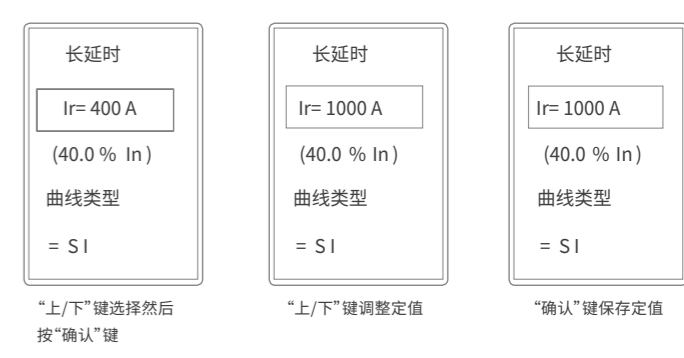 长延时
Ir= 400 A
(40.0 % In)
曲线类型
= S I
“上/下”键选择然后
按“确认”键
长延时
Ir= 1000 A
(40.0 % In)
曲线类型
= S I
“上/下”键调整定值
长延时
Ir= 1000 A
(40.0 % In)
曲线类型
= S I
“确认”键保存定值